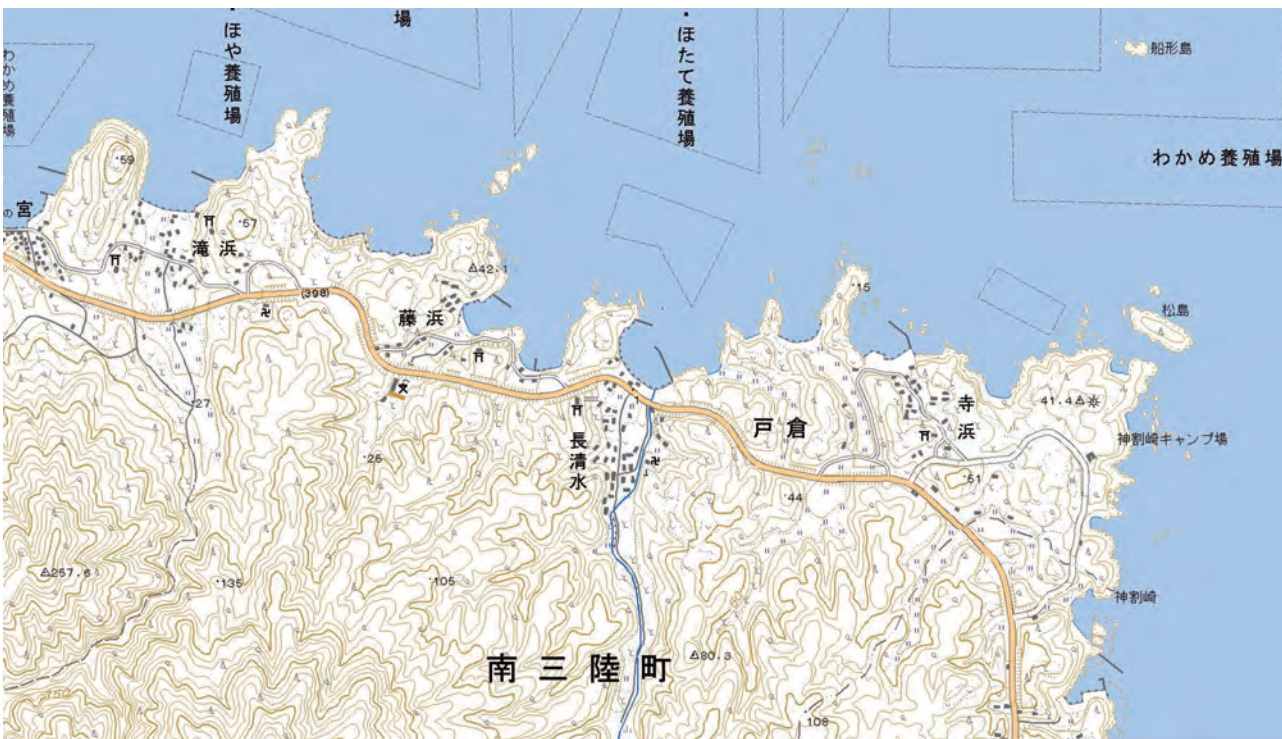 ・ほや養殖場
場
・ほたて養殖場
船形島
わかめ養殖場
わかめ養殖場
59
の宮
57
滝浜
42.1
(398)
藤浜
15
松島
41.4
寺浜
戸倉
神割崎キャンプ場
長清水
27
25
51
44
257.6
135
105
神割崎
80.3
南三陸町
108
150